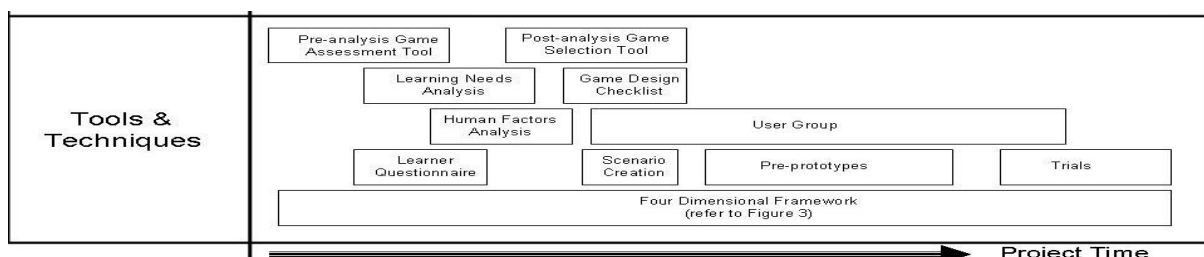 Tools &
Techniques
Pre-analysis Game
Assessment Tool
Post-analysis Game
Selection Tool
Learning Needs
Analysis
Game Design
Checklist
Human Factors
Analysis
User Group
Learner
Questionnaire
Scenario
Creation
Pre-prototypes
Trials
Four Dimensional Framework
(refer to Figure 3)
Project Time